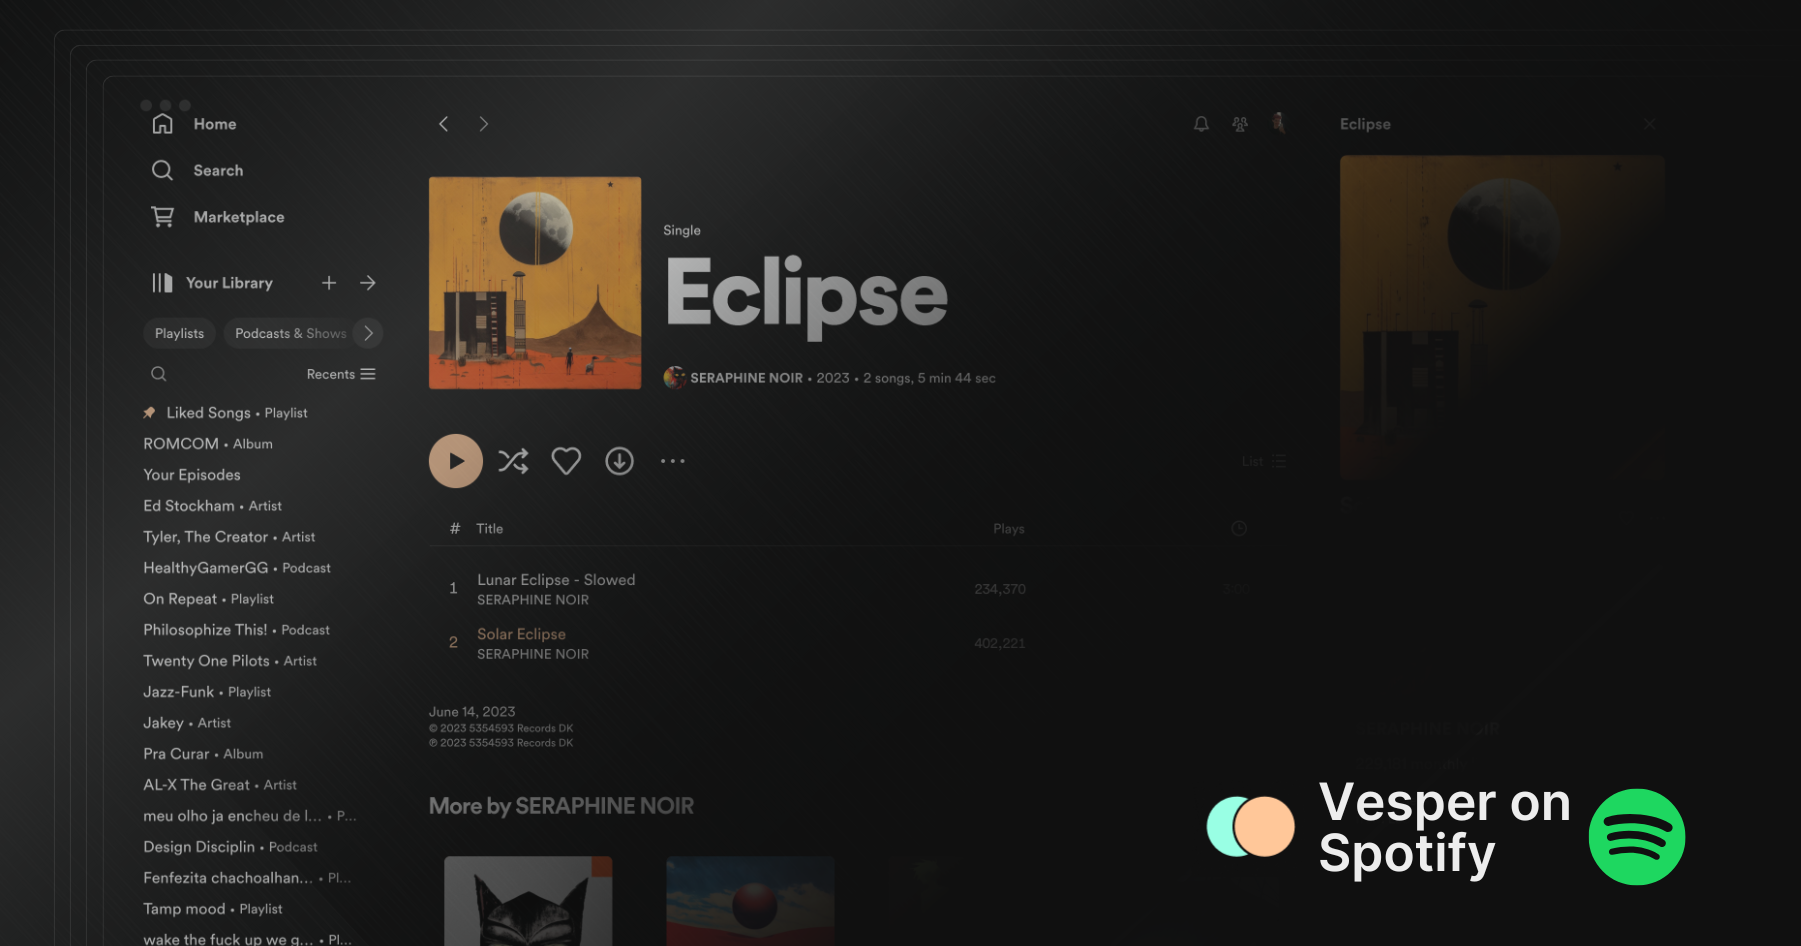 Home
Search
Marketplace
Your Library
Playlists
Podcasts & Shows
Recents
Liked Songs • Playlist
ROMCOM • Album
Your Episodes
Ed Stockham • Artist
Tyler, The Creator • Artist
HealthyGamerGG • Podcast
On Repeat • Playlist
Philosophize This! • Podcast
Twenty One Pilots • Artist
Jazz-Funk • Playlist
Jakey • Artist
Pra Curar • Album
AL-X The Great • Artist
meu olho ja encheu de l... • P...
Design Disciplin • Podcast
Fenfezita chachoalhan... • Pl...
Tamp mood • Playlist
wake the fuck up we g... • Pl...
Single
Eclipse
SERAPHINE NOIR • 2023 • 2 songs, 5 min 44 sec
List
# Title Plays
1 Lunar Eclipse - Slowed 234,370 3:00
SERAPHINE NOIR
2 Solar Eclipse 402,221
SERAPHINE NOIR
June 14, 2023
© 2023 5354593 Records DK
℗ 2023 5354593 Records DK
More by SERAPHINE NOIR
Eclipse
SERAPHINE NOIR
Vesper on
Spotify